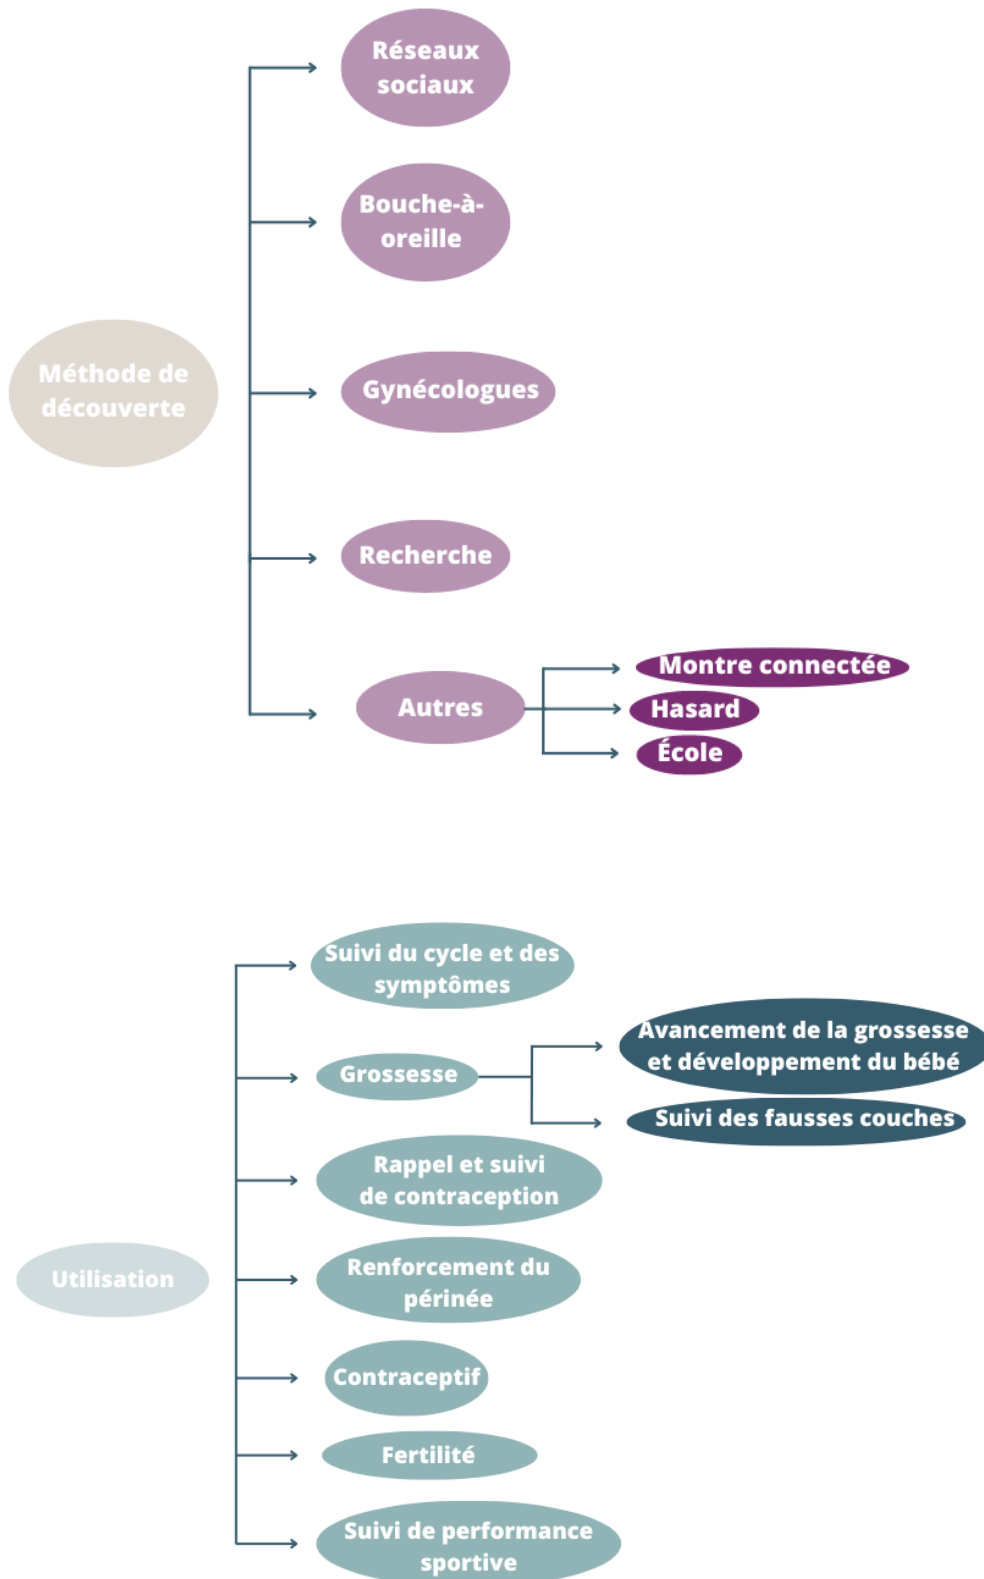 Réseaux
sociaux
Bouche-à-
oreille
Méthode de
découverte
Gynécologues
Recherche
Autres
Montre connectée
Hasard
École
Suivi du cycle et des
symptômes
Grossesse
Avancement de la grossesse
et développement du bébé
Suivi des fausses couches
Rappel et suivi
de contraception
Utilisation
Renforcement du
périnée
Contraceptif
Fertilité
Suivi de performance
sportive